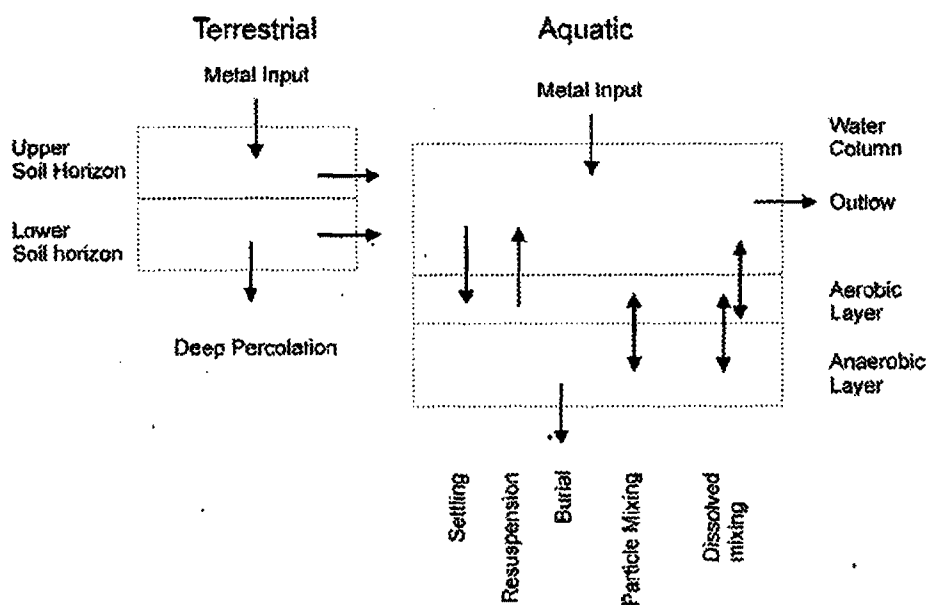 Terrestrial
Aquatic
Metal Input
Metal Input
Upper
Soil Horizon
Lower
Soil horizon
Deep Percolation
Water
Column
Outlow
Aerobic
Layer
Anaerobic
Layer
Settling
Resuspension
Burial
Particle Mixing
Dissolved
mixing